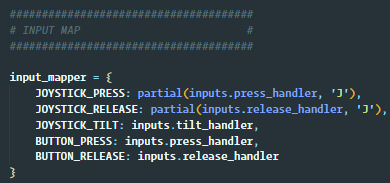 ######################################
# INPUT MAP                          #
######################################
input_mapper = {
    JOYSTICK_PRESS: partial(inputs.press_handler, 'J'),
    JOYSTICK_RELEASE: partial(inputs.release_handler, 'J'),
    JOYSTICK_TILT: inputs.tilt_handler,
    BUTTON_PRESS: inputs.press_handler,
    BUTTON_RELEASE: inputs.release_handler
}